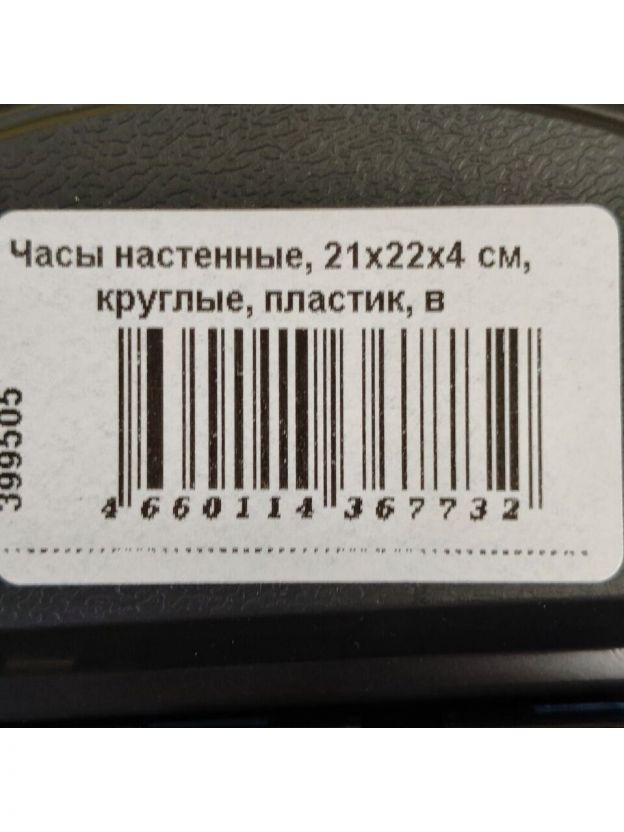 Часы настенные, 21х22х4 см,
круглые, пластик, в
399505
4 660114 367732